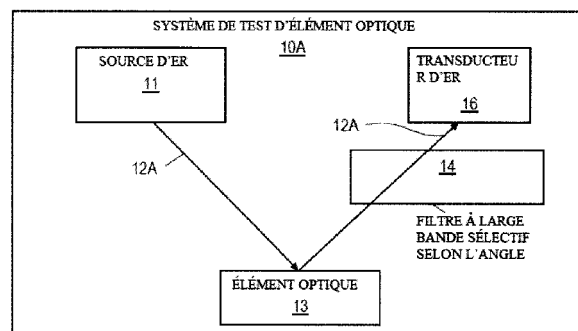 SYSTÈME DE TEST D'ÉLÉMENT OPTIQUE
10A
SOURCE D'ER
11
TRANSDUCTEU
R D'ER
16
12A
12A
14
FILTRE À LARGE
BANDE SÉLECTIF
SELON L'ANGLE
ÉLÉMENT OPTIQUE
13